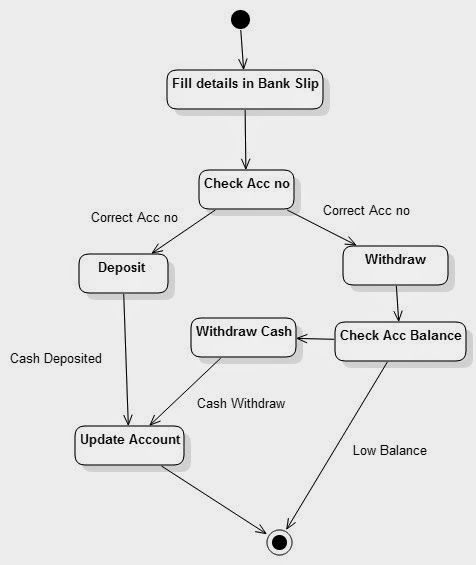 Fill details in Bank Slip
Check Acc no
Correct Acc no
Correct Acc no
Deposit
Withdraw
Withdraw Cash
Check Acc Balance
Cash Deposited
Cash Withdraw
Update Account
Low Balance